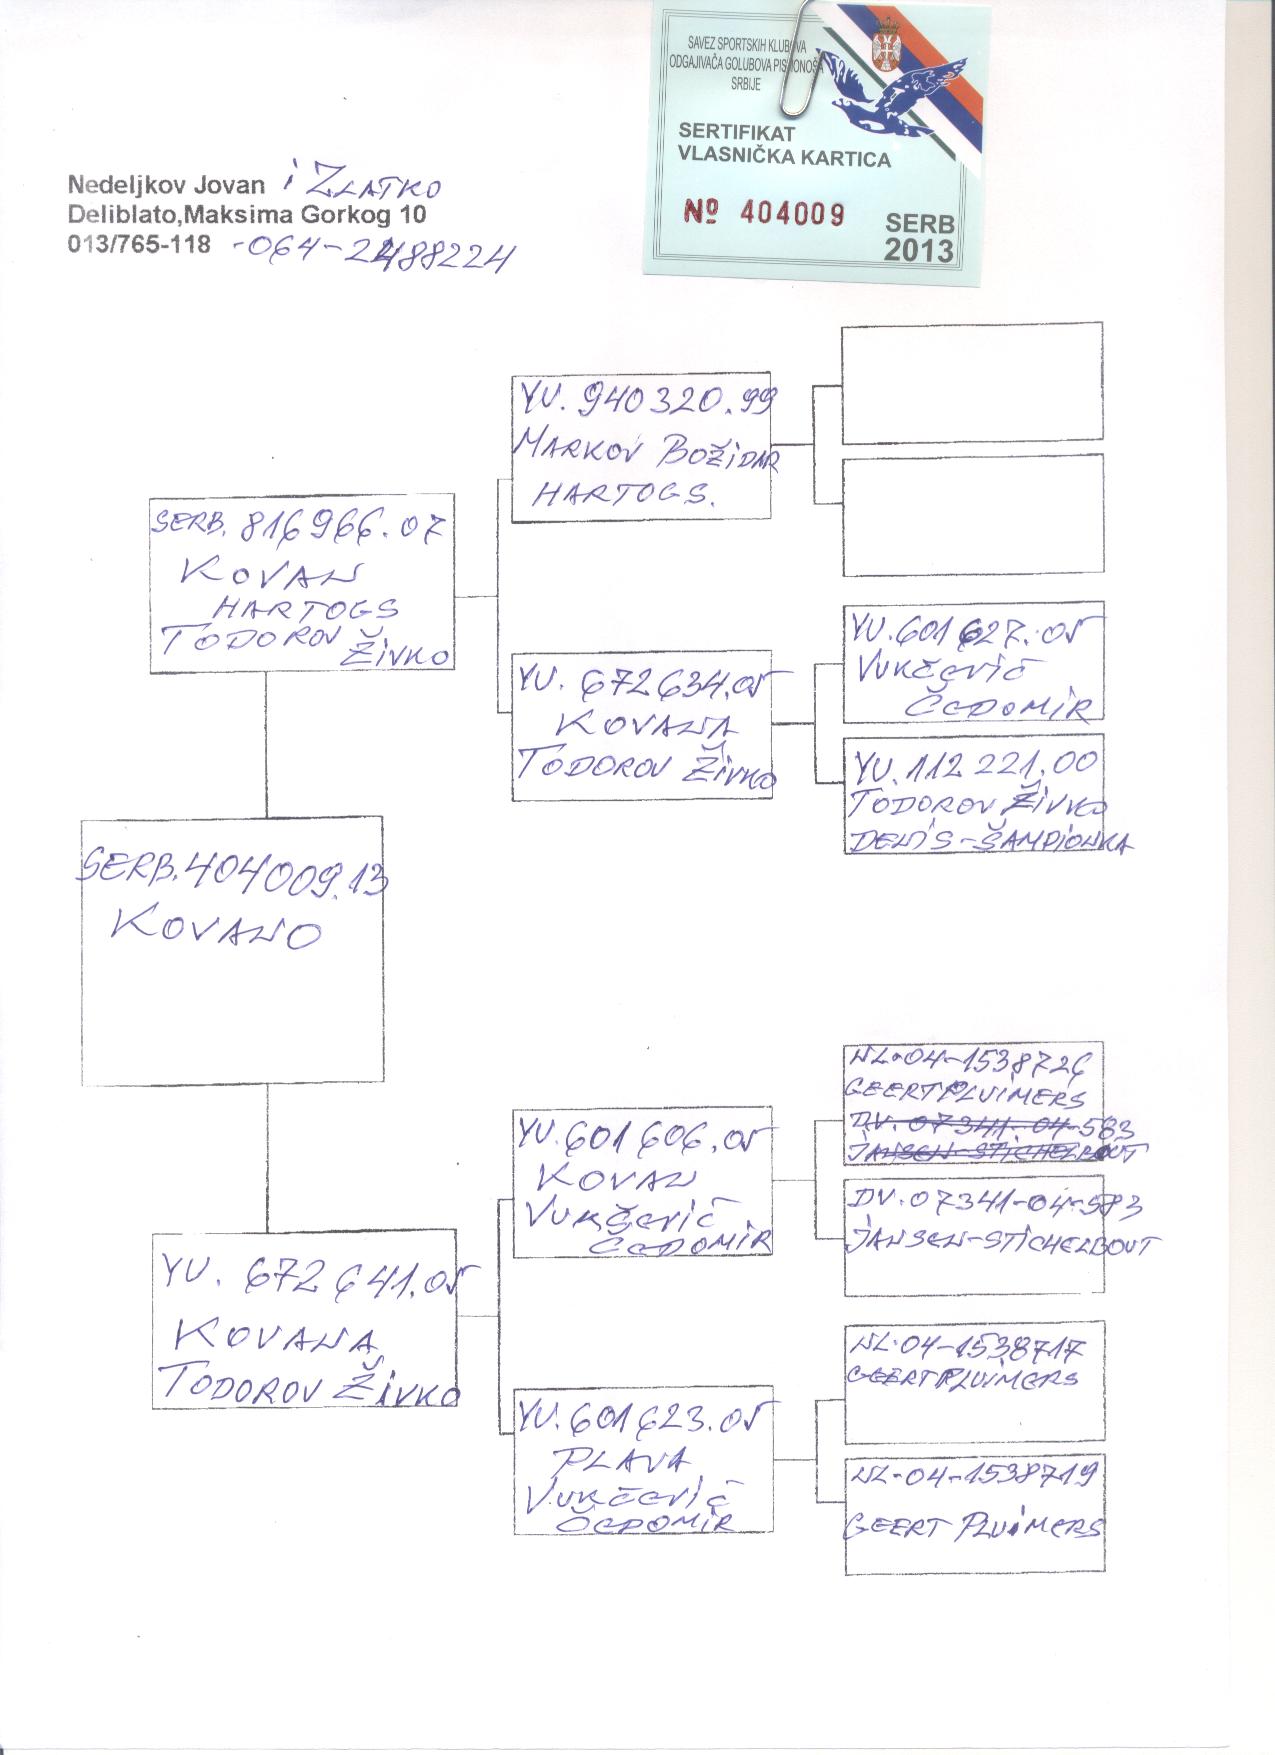 SAVEZ SPORTSKIH KLUBOVA
ODGAJIVAČA GOLUBOVA PISMONOŠA
SRBIJE
SERTIFIKAT
VLASNIČKA KARTICA
Nº 404009
SERB
2013
Nedeljkov Jovan i ZLATKO
Deliblato,Maksima Gorkog 10
013/765-118 -064-2488224
YU. 940320.99
MARKOV BOŽIDAR
HARTOGS.
SERB. 816966.07
KOVAN
HARTOGS
TODOROV ŽIVKO
YU. 601627.05
VUKČEVIČ
ČEDOMIR
YU. 672634.05
KOVANA
TODOROV ŽIVKO
YU. 112221.00
TODOROV ŽIVKO
DENIS-ŠAMPIONKA
SERB. 404009.13
KOVANO
NL-04-1538726
GEERT PLUIMERS
DV. 07341-04-583
JANSEN-STICHELBOUT
YU. 601606.05
KOVAN
VUKČEVIČ
ČEDOMIR
DV. 07341-04-583
JANSEN-STICHELBOUT
YU. 672641.05
KOVANA
TODOROV ŽIVKO
NL-04-1538717
GEERT PLUIMERS
YU. 601623.05
PLAVA
VUKČEVIČ
ČEDOMIR
NL-04-1538719
GEERT PLUIMERS